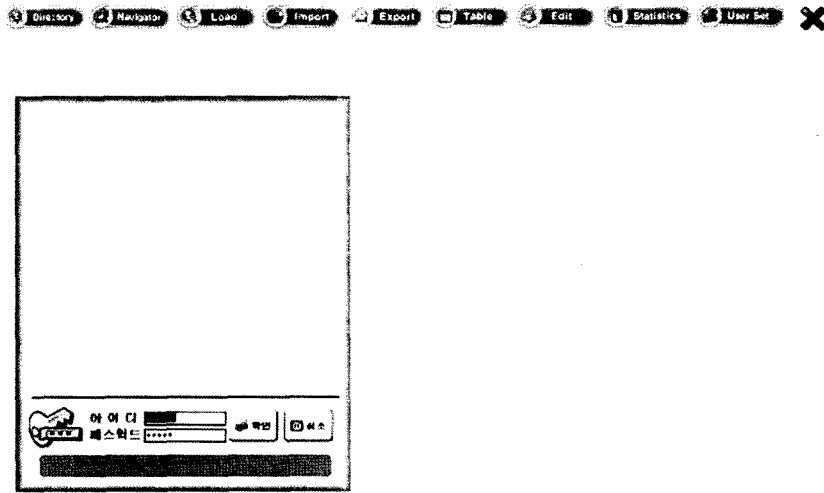 Directory Navigator Load Import Export Table Edit Statistics User Set
아이디
패스워드 ***** 확인 취소